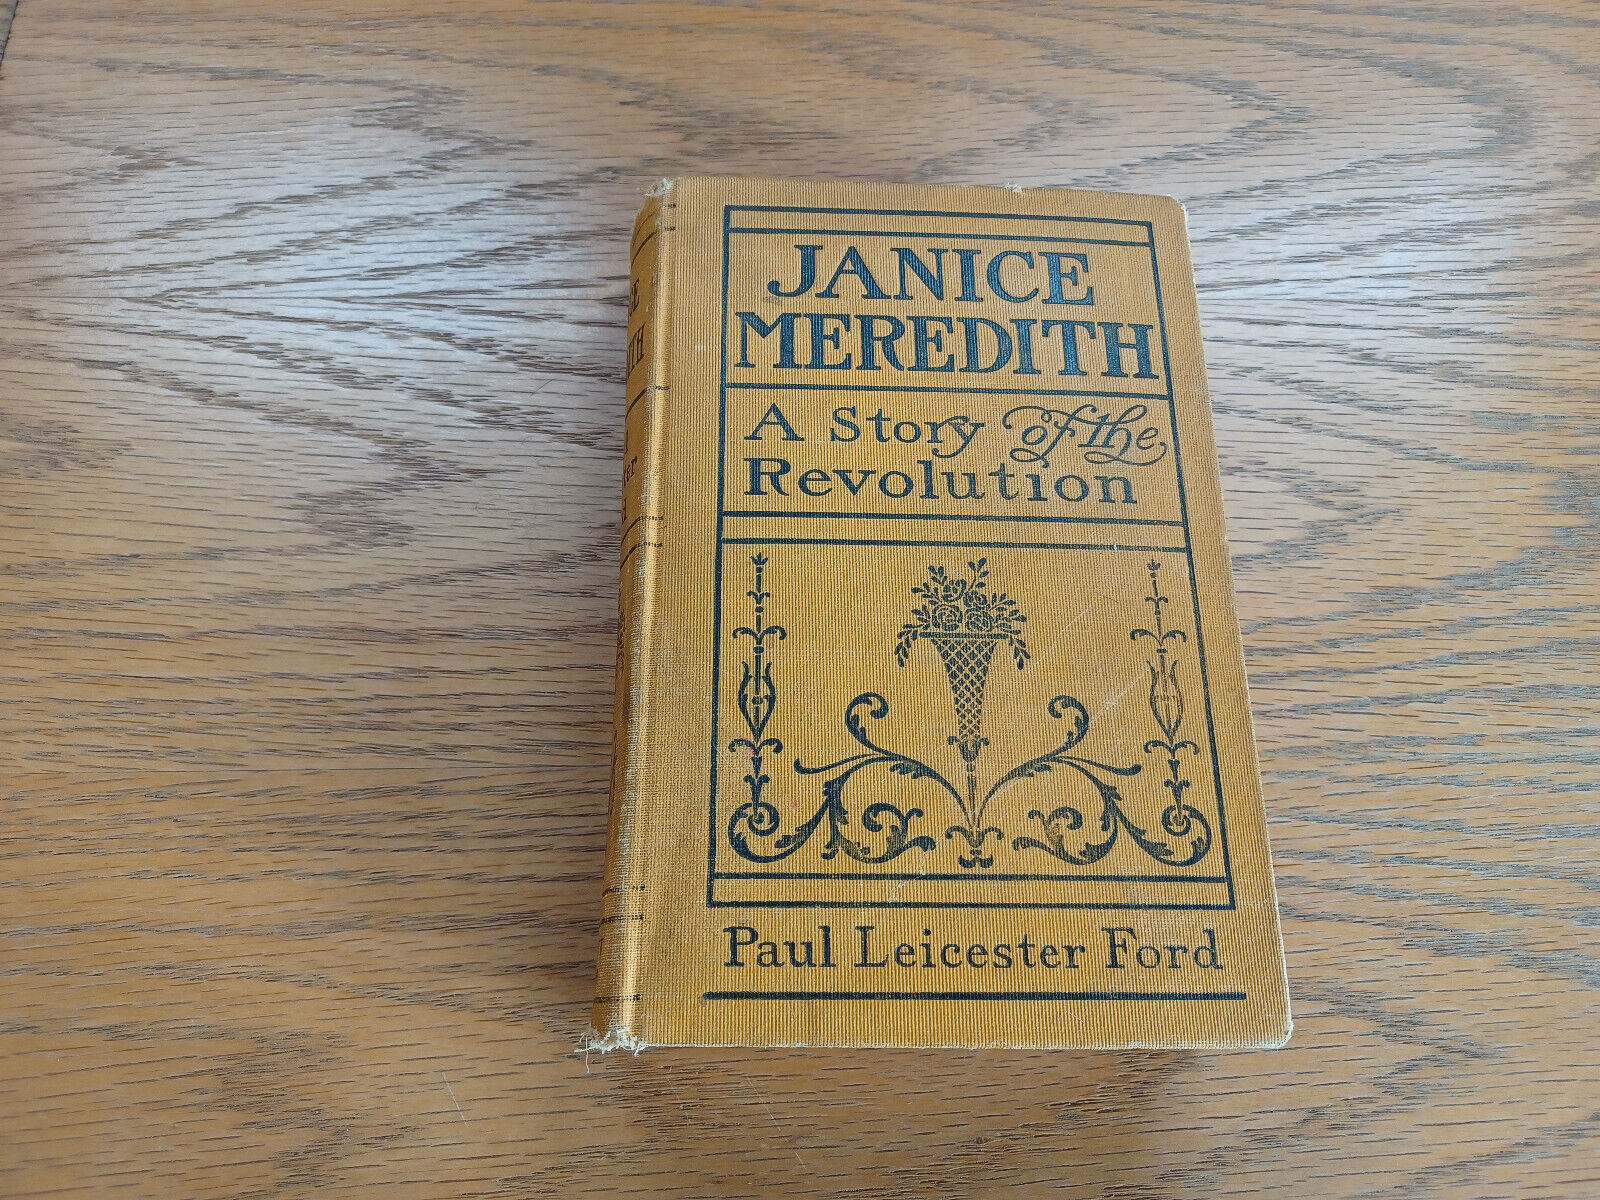 JANICE
MEREDITH
A Story of the
Revolution
Paul Leicester Ford